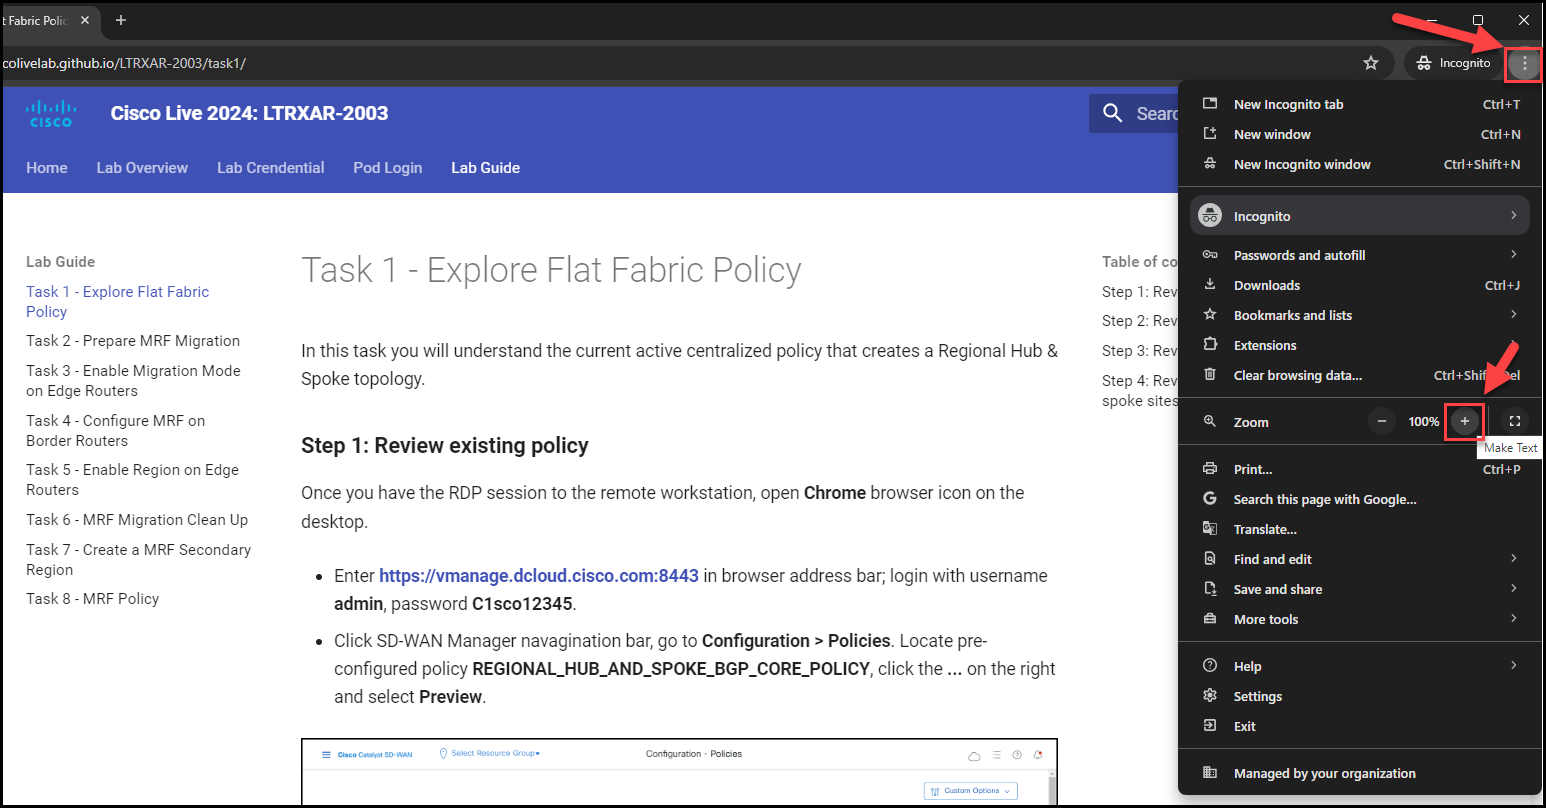 t Fabric Polic
colivelab.github.io/LTRXAR-2003/task1/
Incognito
CISCO
Cisco Live 2024: LTRXAR-2003
Searc
Home
Lab Overview
Lab Crendential
Pod Login
Lab Guide
Lab Guide
Task 1 - Explore Flat Fabric
Policy
Task 2 - Prepare MRF Migration
Task 3 - Enable Migration Mode
on Edge Routers
Task 4 - Configure MRF on
Border Routers
Task 5 - Enable Region on Edge
Routers
Task 6 - MRF Migration Clean Up
Task 7 - Create a MRF Secondary
Region
Task 8 - MRF Policy
Task 1 - Explore Flat Fabric Policy
In this task you will understand the current active centralized policy that creates a Regional Hub &
Spoke topology.
Step 1: Review existing policy
Once you have the RDP session to the remote workstation, open Chrome browser icon on the
desktop.
• Enter https://vmanage.dcloud.cisco.com:8443 in browser address bar; login with username
admin, password C1sco12345.
• Click SD-WAN Manager navagination bar, go to Configuration > Policies. Locate pre-
configured policy REGIONAL_HUB_AND_SPOKE_BGP_CORE_POLICY, click the ... on the right
and select Preview.
Cisco Catalyst SD-WAN
Select Resource Group
Configuration · Policies
Custom Options
Table of co
Step 1: Rev
Step 2: Rev
Step 3: Rev
Step 4: Rev
spoke sites
New Incognito tab Ctrl+T
New window Ctrl+N
New Incognito window Ctrl+Shift+N
Incognito
Passwords and autofill
Downloads Ctrl+J
Bookmarks and lists
Extensions
Clear browsing data... Ctrl+Shif el
Zoom − 100% +
Make Text
Print... Ctrl+P
Search this page with Google...
Translate...
Find and edit
Save and share
More tools
Help
Settings
Exit
Managed by your organization